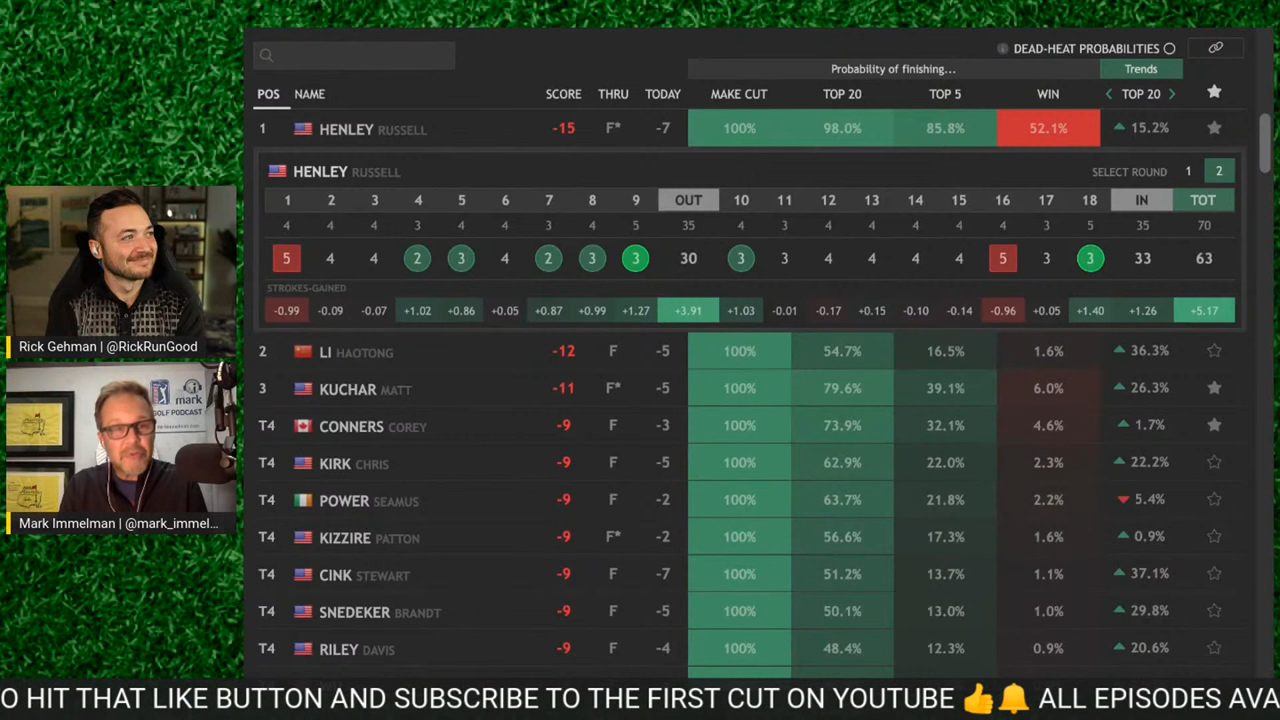 DEAD-HEAT PROBABILITIES
Probability of finishing... Trends
POS NAME SCORE THRU TODAY MAKE CUT TOP 20 TOP 5 WIN < TOP 20 >
1 HENLEY RUSSELL -15 F* -7 100% 98.0% 85.8% 52.1% 15.2%
HENLEY RUSSELL SELECT ROUND 1 2
1 2 3 4 5 6 7 8 9 OUT 10 11 12 13 14 15 16 17 18 IN TOT
4 4 4 3 4 4 3 4 5 35 4 3 4 4 4 4 4 3 5 35 70
5 4 4 2 3 4 2 3 3 30 3 3 4 4 4 4 5 3 3 33 63
STROKES-GAINED
-0.99 -0.09 -0.07 +1.02 +0.86 +0.05 +0.87 +0.99 +1.27 +3.91 +1.03 -0.01 -0.17 +0.15 -0.10 -0.14 -0.96 +0.05 +1.40 +1.26 +5.17
2 LI HAOTONG -12 F -5 100% 54.7% 16.5% 1.6% 36.3%
3 KUCHAR MATT -11 F* -5 100% 79.6% 39.1% 6.0% 26.3%
T4 CONNERS COREY -9 F -3 100% 73.9% 32.1% 4.6% 1.7%
T4 KIRK CHRIS -9 F -5 100% 62.9% 22.0% 2.3% 22.2%
T4 POWER SEAMUS -9 F -2 100% 63.7% 21.8% 2.2% 5.4%
T4 KIZZIRE PATTON -9 F* -2 100% 56.6% 17.3% 1.6% 0.9%
T4 CINK STEWART -9 F -7 100% 51.2% 13.7% 1.1% 37.1%
T4 SNEDEKER BRANDT -9 F -5 100% 50.1% 13.0% 1.0% 29.8%
T4 RILEY DAVIS -9 F -4 100% 48.4% 12.3% 0.9% 20.6%
Rick Gehman | @RickRunGood
PGA TOUR
mark
GOLF PODCAST
Mark Immelman | @mark_immel...
O HIT THAT LIKE BUTTON AND SUBSCRIBE TO THE FIRST CUT ON YOUTUBE 👍🔔 ALL EPISODES AVA